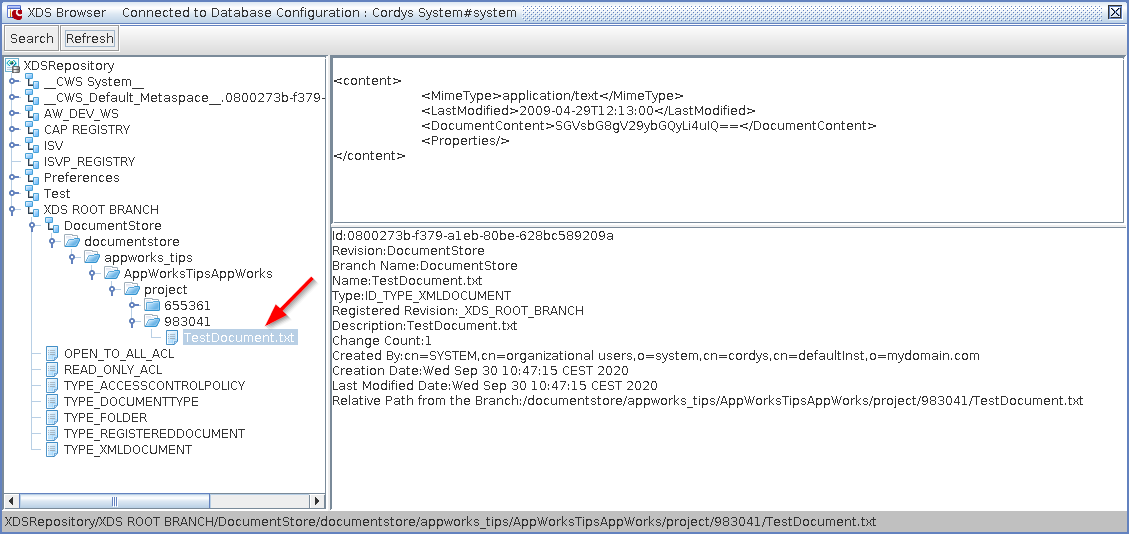 XDS Browser    Connected to Database Configuration : Cordys System#system
Search
Refresh
XDSRepository
__CWS System__
__CWS_Default_Metaspace__.0800273b-f379-
AW_DEV_WS
CAP REGISTRY
ISV
ISVP_REGISTRY
Preferences
Test
XDS ROOT BRANCH
DocumentStore
documentstore
appworks_tips
AppWorksTipsAppWorks
project
655361
983041
TestDocument.txt
OPEN_TO_ALL_ACL
READ_ONLY_ACL
TYPE_ACCESSCONTROLPOLICY
TYPE_DOCUMENTTYPE
TYPE_FOLDER
TYPE_REGISTEREDDOCUMENT
TYPE_XMLDOCUMENT
<content>
<MimeType>application/text</MimeType>
<LastModified>2009-04-29T12:13:00</LastModified>
<DocumentContent>SGVsbG8gV29ybGQyLi4uIQ==</DocumentContent>
<Properties/>
</content>
Id:0800273b-f379-a1eb-80be-628bc589209a
Revision:DocumentStore
Branch Name:DocumentStore
Name:TestDocument.txt
Type:ID_TYPE_XMLDOCUMENT
Registered Revision:_XDS_ROOT_BRANCH
Description:TestDocument.txt
Change Count:1
Created By:cn=SYSTEM,cn=organizational users,o=system,cn=cordys,cn=defaultInst,o=mydomain.com
Creation Date:Wed Sep 30 10:47:15 CEST 2020
Last Modified Date:Wed Sep 30 10:47:15 CEST 2020
Relative Path from the Branch:/documentstore/appworks_tips/AppWorksTipsAppWorks/project/983041/TestDocument.txt
XDSRepository/XDS ROOT BRANCH/DocumentStore/documentstore/appworks_tips/AppWorksTipsAppWorks/project/983041/TestDocument.txt